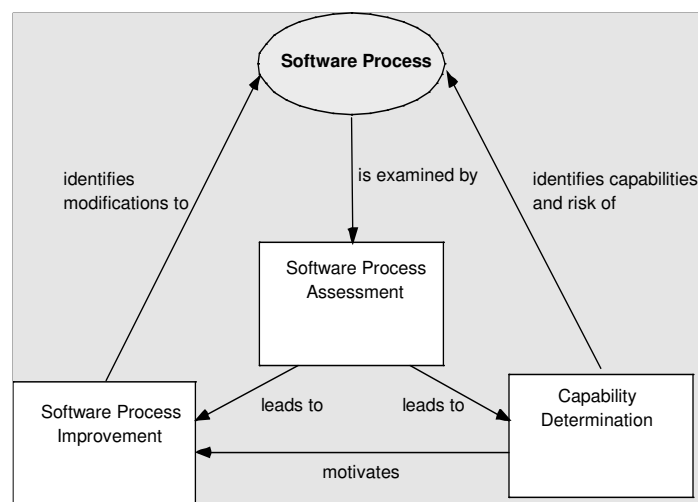 Software Process
identifies
modifications to
is examined by
identifies capabilities
and risk of
Software Process
Assessment
leads to
leads to
Software Process
Improvement
Capability
Determination
motivates